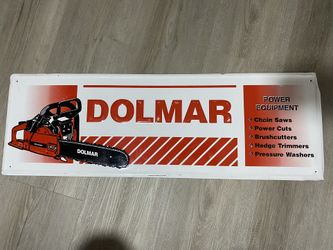 DOLMAR
DOLMAR
POWER
EQUIPMENT
• Chain Saws
• Power Cuts
• Brushcutters
• Hedge Trimmers
• Pressure Washers